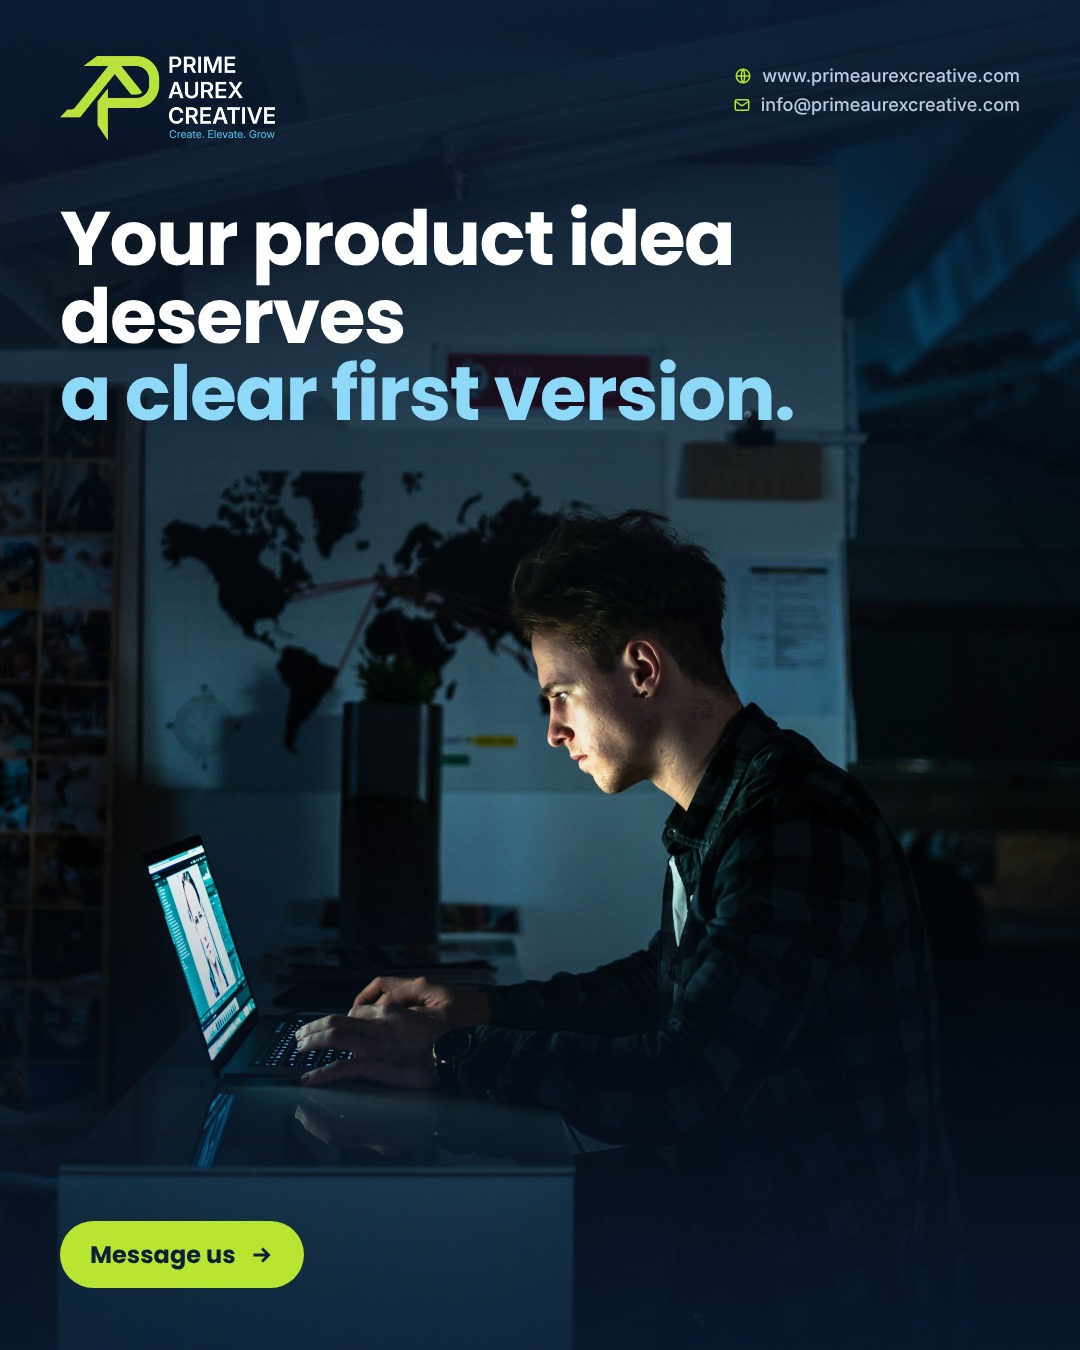 PRIME
AUREX
CREATIVE
Create. Elevate. Grow
www.primeaurexcreative.com
info@primeaurexcreative.com
Your product idea
deserves
a clear first version.
Message us